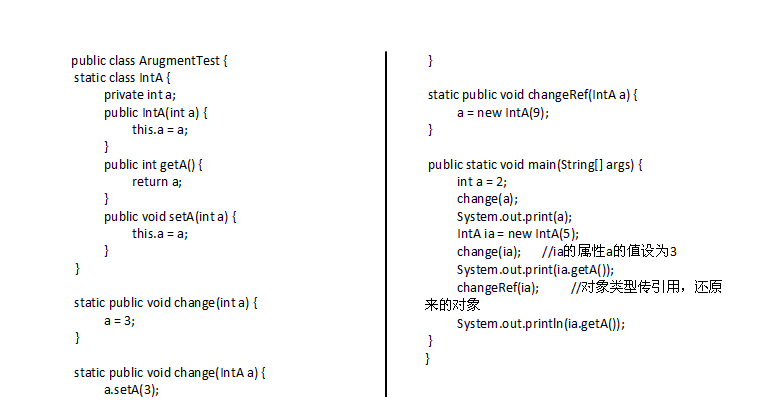 public class ArugmentTest {
static class IntA {
private int a;
public IntA(int a) {
this.a = a;
}
public int getA() {
return a;
}
public void setA(int a) {
this.a = a;
}
}
static public void change(int a) {
a = 3;
}
static public void change(IntA a) {
a.setA(3);
}
static public void changeRef(IntA a) {
a = new IntA(9);
}
public static void main(String[] args) {
int a = 2;
change(a);
System.out.print(a);
IntA ia = new IntA(5);
change(ia); //ia的属性a的值设为3
System.out.print(ia.getA());
changeRef(ia); //对象类型传引用，还原
来的对象
System.out.println(ia.getA());
}
}